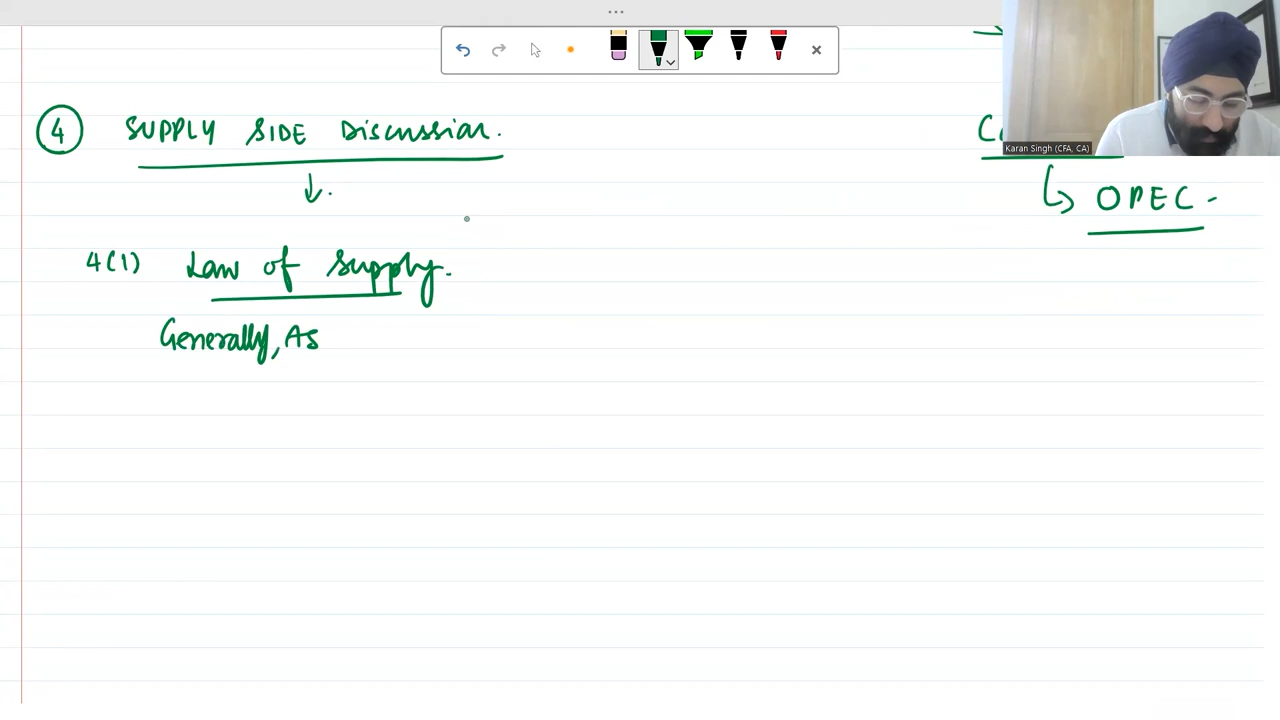 4 SUPPLY SIDE Discussion.
Karan Singh (CFA, CA)
OPEC -
4(1) Law of Supply.
Generally, As